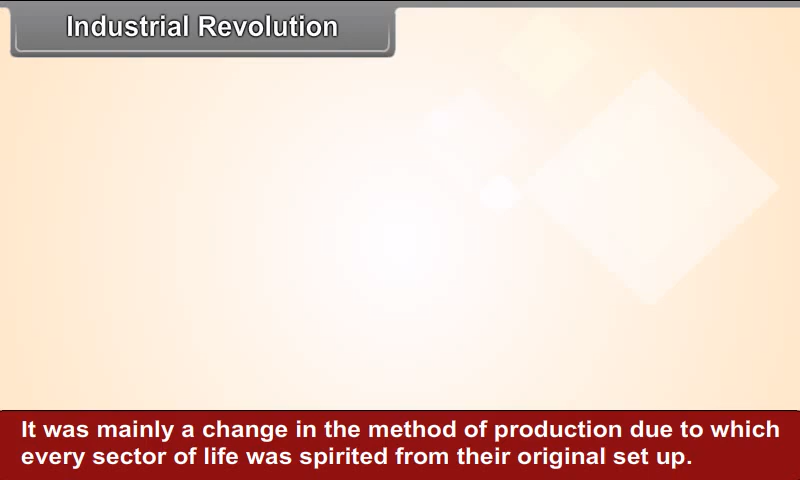 Industrial Revolution
It was mainly a change in the method of production due to which
every sector of life was spirited from their original set up.